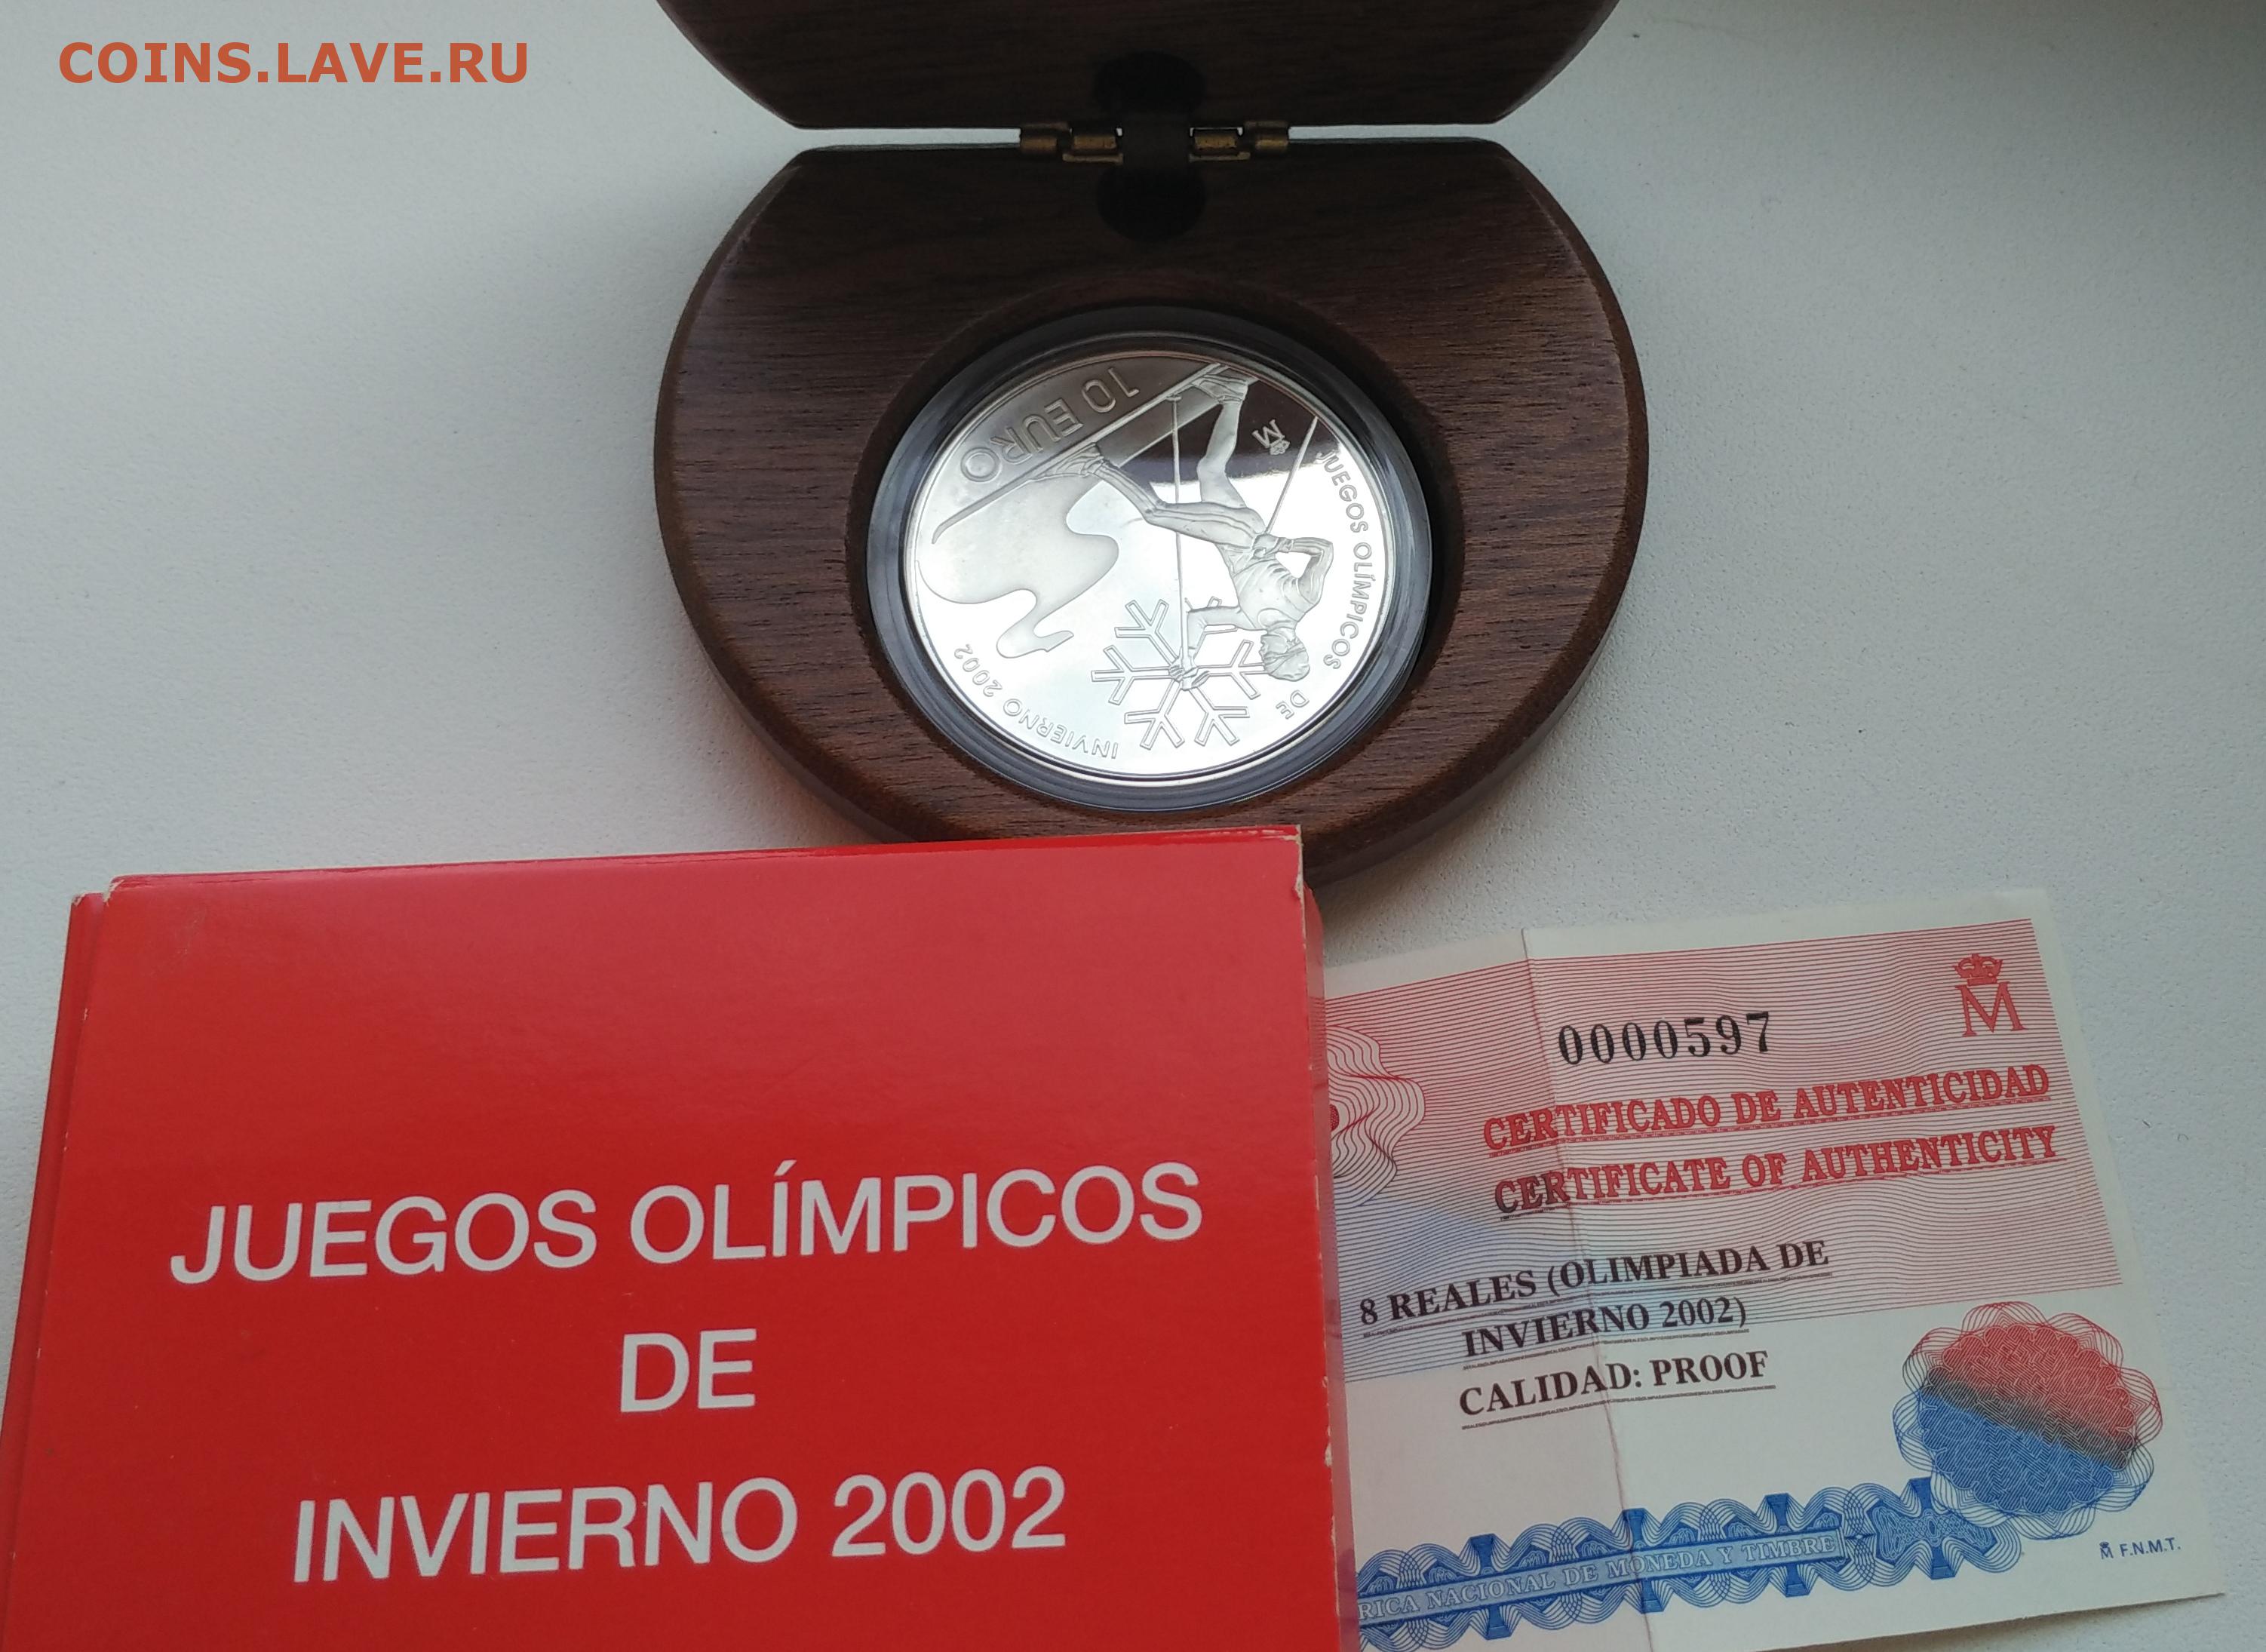 COINS.LAVE.RU
10 EURO
M
JUEGOS OLÍMPICOS DE INVIERNO 2002
JUEGOS OLÍMPICOS
DE
INVIERNO 2002
M
0000597
CERTIFICADO DE AUTENTICIDAD
CERTIFICATE OF AUTHENTICITY
8 REALES (OLIMPIADA DE
INVIERNO 2002)
CALIDAD: PROOF
RICA NACIONAL DE MONEDA Y TIMBRE
M F.N.M.T.